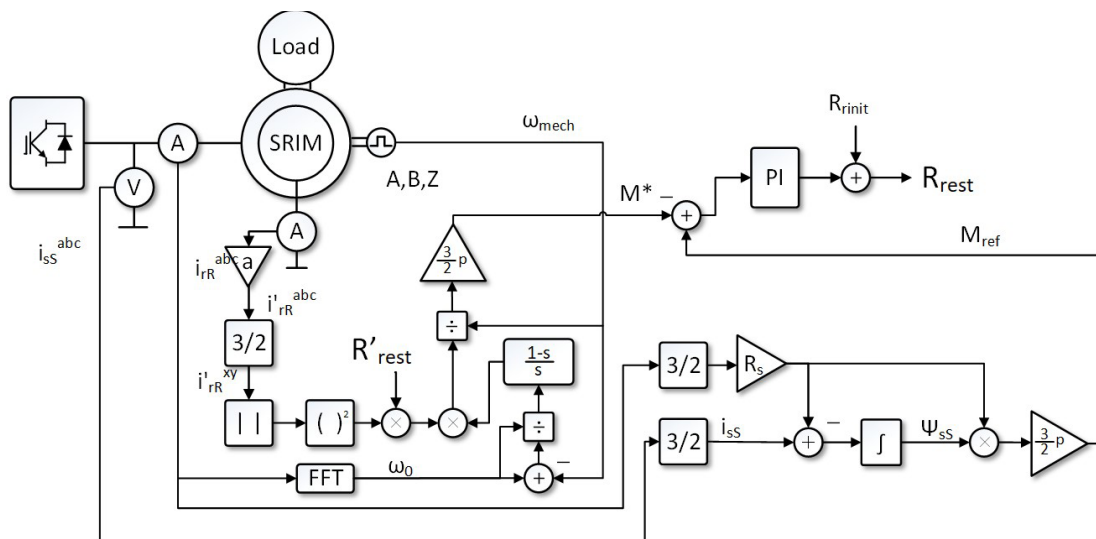 Load
SRIM
A
V
A
A,B,Z
ω_mech
i_sS^abc
i_rR^abc
a
i'_rR^abc
3/2
i'_rR^xy
| |
( )²
R'_rest
×
×
FFT
ω₀
+
−
÷
1-s
s
÷
3/2 p
M*
−
+
PI
R_rinit
+
R_rest
M_ref
3/2
R_s
3/2
i_sS
+
−
∫
Ψ_sS
×
3/2 p